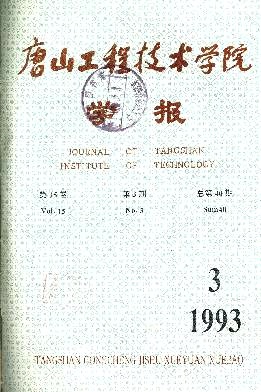 唐山工程技术学院
学报
JOURNAL OF TANGSHAN
INSTITUTE OF TECHNOLOGY
第15卷 第3期 总第40期
Vol. 15 No. 3 Sum40
3
1993
TANGSHAN GONGCHENG JISHU XUEYUAN XUEBAO